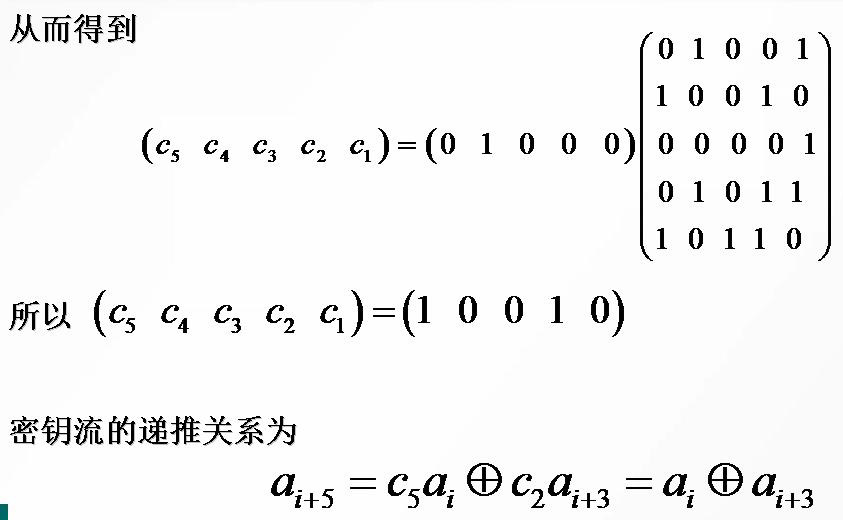 从而得到
0 1 0 0 1
1 0 0 1 0
(c₅ c₄ c₃ c₂ c₁) = (0 1 0 0 0) 0 0 0 0 1
0 1 0 1 1
1 0 1 1 0
所以 (c₅ c₄ c₃ c₂ c₁) = (1 0 0 1 0)
密钥流的递推关系为
aᵢ₊₅ = c₅aᵢ ⊕ c₂aᵢ₊₃ = aᵢ ⊕ aᵢ₊₃